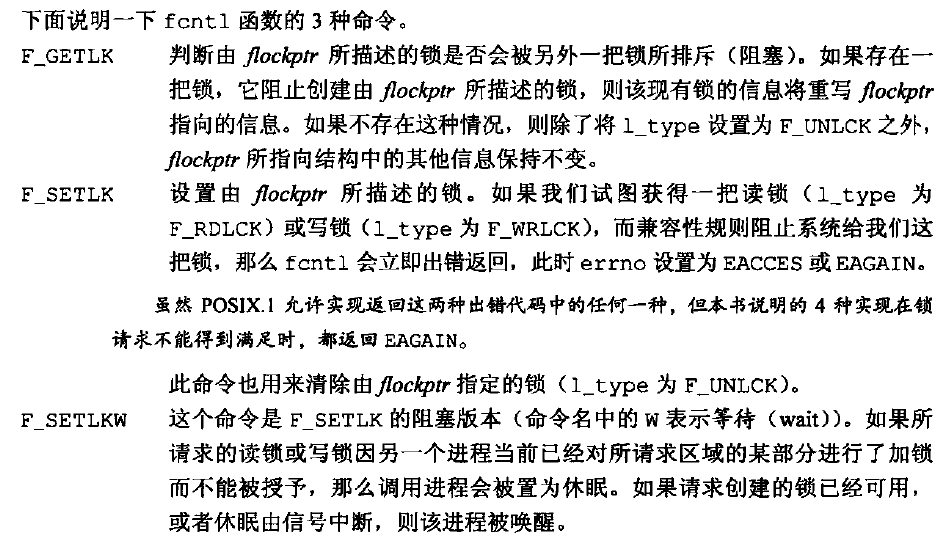 下面说明一下 fcntl 函数的 3 种命令。
F_GETLK 判断由 flockptr 所描述的锁是否会被另外一把锁所排斥（阻塞）。如果存在一
把锁，它阻止创建由 flockptr 所描述的锁，则该现有锁的信息将重写 flockptr
指向的信息。如果不存在这种情况，则除了将 l_type 设置为 F_UNLCK 之外，
flockptr 所指向结构中的其他信息保持不变。
F_SETLK 设置由 flockptr 所描述的锁。如果我们试图获得一把读锁（l_type 为
F_RDLCK）或写锁（l_type 为 F_WRLCK），而兼容性规则阻止系统给我们这
把锁，那么 fcntl 会立即出错返回，此时 errno 设置为 EACCES 或 EAGAIN。
虽然 POSIX.1 允许实现返回这两种出错代码中的任何一种，但本书说明的 4 种实现在锁
请求不能得到满足时，都返回 EAGAIN。
此命令也用来清除由 flockptr 指定的锁（l_type 为 F_UNLCK）。
F_SETLKW 这个命令是 F_SETLK 的阻塞版本（命令名中的 W 表示等待（wait））。如果所
请求的读锁或写锁因另一个进程当前已经对所请求区域的某部分进行了加锁
而不能被授予，那么调用进程会被置为休眠。如果请求创建的锁已经可用，
或者休眠由信号中断，则该进程被唤醒。